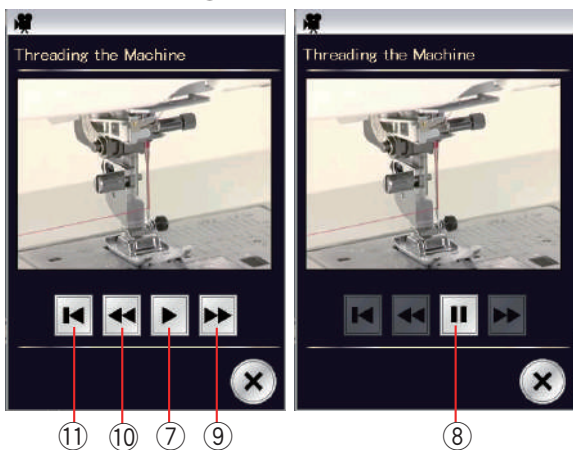 Threading the Machine
Threading the Machine
⑪ ⑩ ⑦ ⑨
⑧